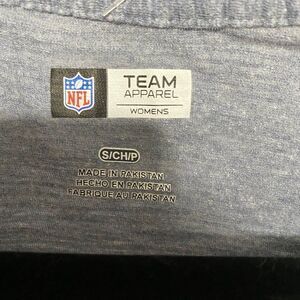 NFL
TEAM
APPAREL
WOMENS
S/CH/P
MADE IN PAKISTAN
HECHO EN PAKISTAN
FABRIQUE AU PAKISTAN